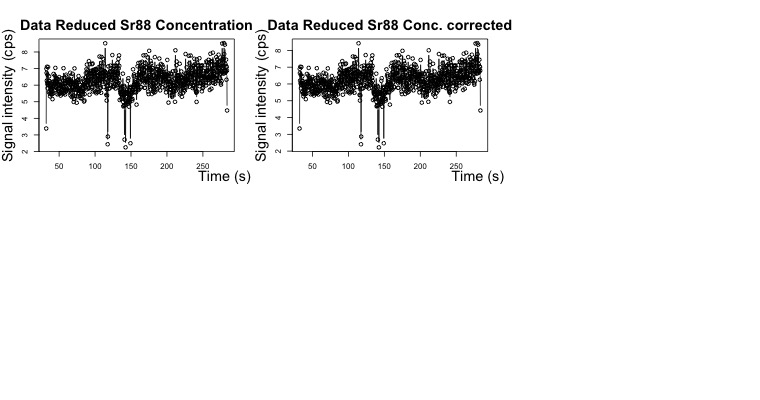 Data Reduced Sr88 Concentration
Signal intensity (cps)
8
7
6
5
4
3
2
50 100 150 200 250
Time (s)
Data Reduced Sr88 Conc. corrected
Signal intensity (cps)
8
7
6
5
4
3
2
50 100 150 200 250
Time (s)